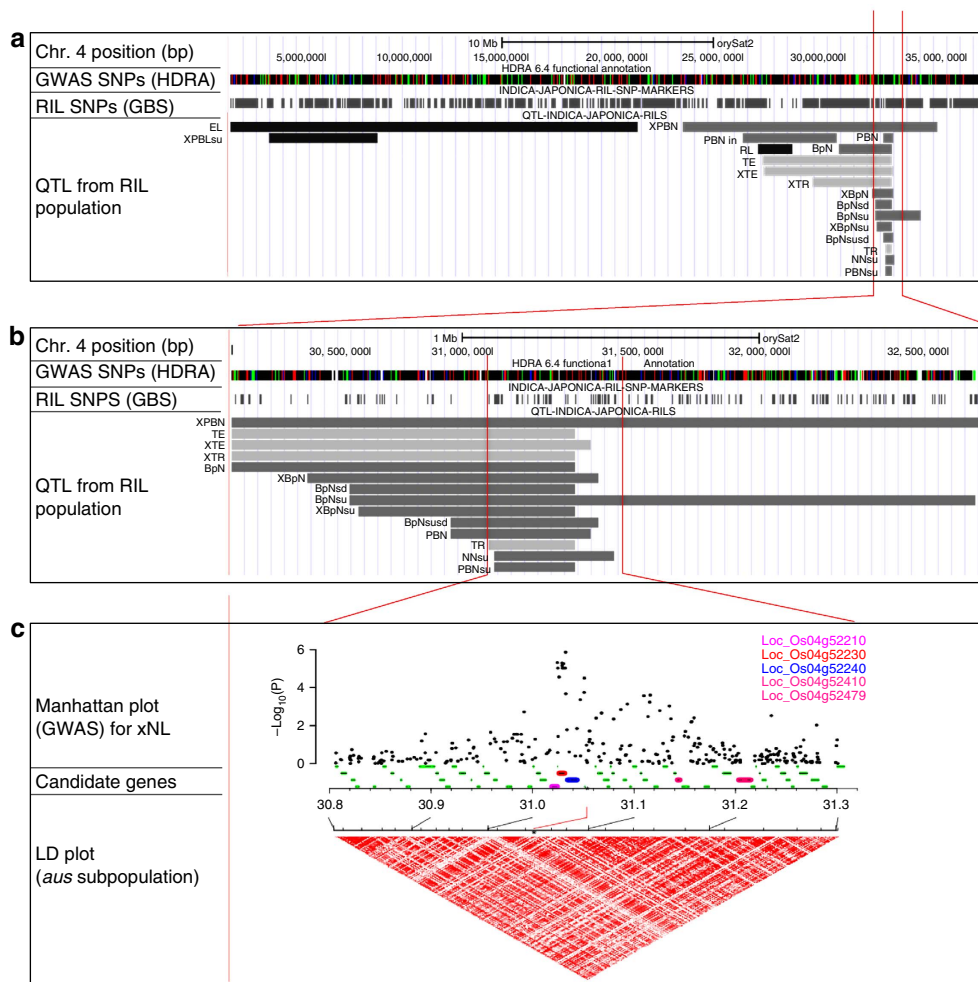 a
Chr. 4 position (bp)
10 Mb orySat2
5,000,000l 10,000,000l 15,000,000l 20, 000,000l 25, 000,000l 30,000,000l 35, 000,000l
GWAS SNPs (HDRA)
HDRA 6.4 functional annotation
INDICA-JAPONICA-RIL-SNP-MARKERS
RIL SNPs (GBS)
QTL-INDICA-JAPONICA-RILS
QTL from RIL
population
EL
XPBN
XPBLsu
PBN in
PBN
RL
BpN
TE
XTE
XTR
XBpN
BpNsd
BpNsu
XBpNsu
BpNsusd
TR
NNsu
PBNsu
b
Chr. 4 position (bp)
1 Mb orySat2
30, 500,000l 31,000,000l 31,500,000l 32,000,000l 32,500,000l
GWAS SNPs (HDRA)
HDRA 6.4 functiona1 Annotation
INDICA-JAPONICA-RIL-SNP-MARKERS
RIL SNPS (GBS)
QTL-INDICA-JAPONICA-RILS
QTL from RIL
population
XPBN
TE
XTE
XTR
BpN
XBpN
BpNsd
BpNsu
XBpNsu
BpNsusd
PBN
TR
NNsu
PBNsu
c
Manhattan plot
(GWAS) for xNL
–Log10(P)
6
4
2
0
Loc_Os04g52210
Loc_Os04g52230
Loc_Os04g52240
Loc_Os04g52410
Loc_Os04g52479
Candidate genes
30.8 30.9 31.0 31.1 31.2 31.3
LD plot
(aus subpopulation)